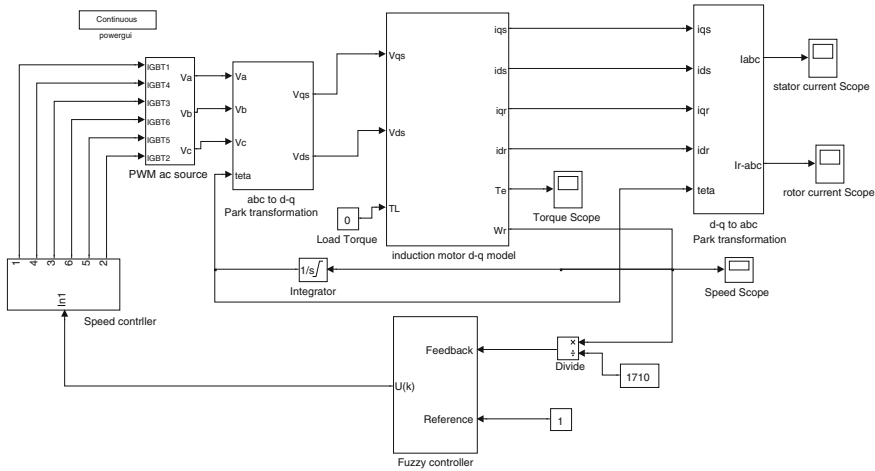 Continuous
powergui
IGBT1
IGBT4
IGBT3
IGBT6
IGBT5
IGBT2
Va
Vb
Vc
PWM ac source
Va
Vb
Vc
teta
Vqs
Vds
abc to d-q
Park transformation
0
Load Torque
Vqs
Vds
TL
iqs
ids
iqr
idr
Te
Wr
induction motor d-q model
Torque Scope
iqs
ids
iqr
idr
teta
Iabc
Ir-abc
d-q to abc
Park transformation
stator current Scope
rotor current Scope
Speed Scope
1/s
Integrator
1
4
3
6
5
2
In1
Speed contrller
Feedback
U(k)
Reference
Fuzzy controller
×
÷
Divide
1710
1